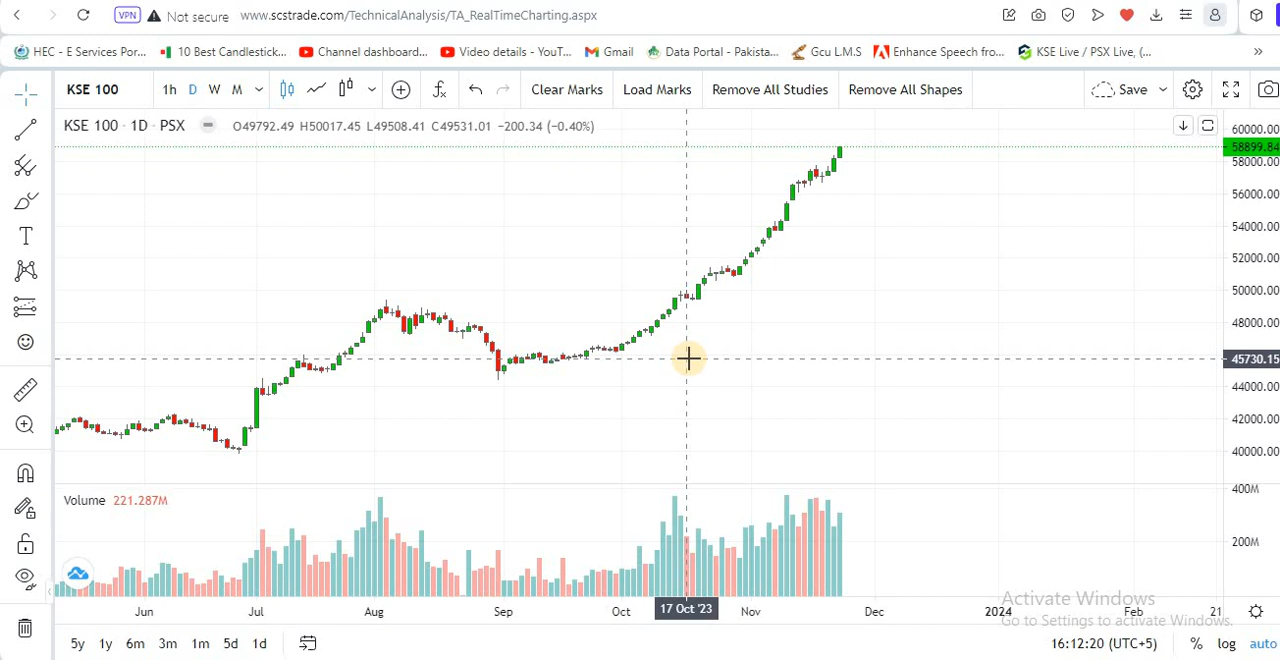 VPN Not secure www.scstrade.com/TechnicalAnalysis/TA_RealTimeCharting.aspx
HEC - E Services Por... 10 Best Candlestick... Channel dashboard... Video details - YouT... Gmail Data Portal - Pakista... Gcu L.M.S Enhance Speech fro... KSE Live / PSX Live, (... »
KSE 100 1h D W M Clear Marks Load Marks Remove All Studies Remove All Shapes Save
KSE 100 · 1D · PSX O49792.49 H50017.45 L49508.41 C49531.01 −200.34 (−0.40%)
60000.00
58899.84
58000.00
56000.00
54000.00
52000.00
50000.00
48000.00
45730.15
44000.00
42000.00
40000.00
Volume 221.287M
400M
200M
Jun Jul Aug Sep Oct 17 Oct '23 Nov Dec 2024 Feb 21
Activate Windows
Go to Settings to activate Windows.
5y 1y 6m 3m 1m 5d 1d 16:12:20 (UTC+5) % log auto